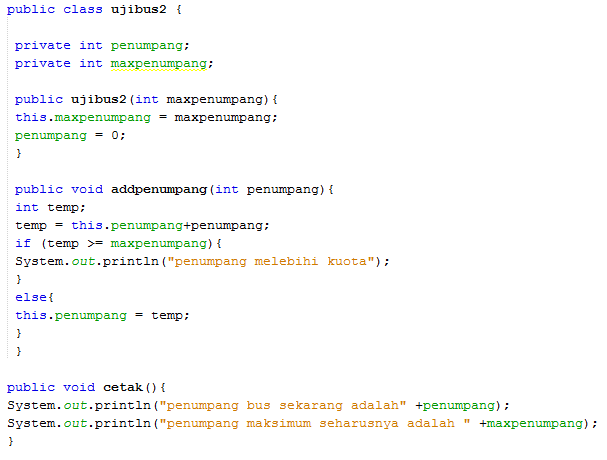 public class ujibus2 {
private int penumpang;
private int maxpenumpang;
public ujibus2(int maxpenumpang){
this.maxpenumpang = maxpenumpang;
penumpang = 0;
}
public void addpenumpang(int penumpang){
int temp;
temp = this.penumpang+penumpang;
if (temp >= maxpenumpang){
System.out.println("penumpang melebihi kuota");
}
else{
this.penumpang = temp;
}
}
public void cetak(){
System.out.println("penumpang bus sekarang adalah" +penumpang);
System.out.println("penumpang maksimum seharusnya adalah " +maxpenumpang);
}